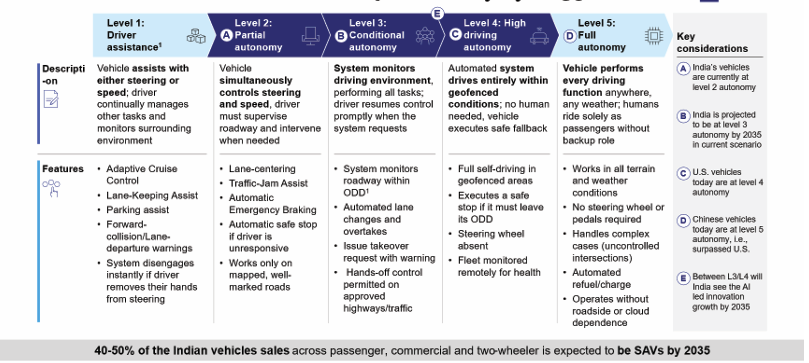 E
Level 1:
Driver
assistance¹
A
Level 2:
Partial
autonomy
B
Level 3:
Conditional
autonomy
C
Level 4: High
driving
autonomy
D
Level 5:
Full
autonomy
Key
considerations
Descripti
-on
Vehicle assists with
either steering or
speed; driver
continually manages
other tasks and
monitors surrounding
environment
Vehicle
simultaneously
controls steering
and speed, driver
must supervise
roadway and intervene
when needed
System monitors
driving environment,
performing all tasks;
driver resumes control
promptly when the
system requests
Automated system
drives entirely within
geofenced
conditions; no human
needed, vehicle
executes safe fallback
Vehicle performs
every driving
function anywhere,
any weather; humans
ride solely as
passengers without
backup role
Features
• Adaptive Cruise
Control
• Lane-Keeping Assist
• Parking assist
• Forward-
collision/Lane-
departure warnings
• System disengages
instantly if driver
removes their hands
from steering
• Lane-centering
• Traffic-Jam Assist
• Automatic
Emergency Braking
• Automatic safe stop
if driver is
unresponsive
• Works only on
mapped, well-
marked roads
• System monitors
roadway within
ODD¹
• Automated lane
changes and
overtakes
• Issue takeover
request with warning
• Hands-off control
permitted on
approved
highways/traffic
• Full self-driving in
geofenced areas
• Executes a safe
stop if it must leave
its ODD
• Steering wheel
absent
• Fleet monitored
remotely for health
• Works in all terrain
and weather
conditions
• No steering wheel or
pedals required
• Handles complex
cases (uncontrolled
intersections)
• Automated
refuel/charge
• Operates without
roadside or cloud
dependence
A India's vehicles
are currently at
level 2 autonomy
B India is projected
to be at level 3
autonomy by 2035
in current scenario
C U.S. vehicles
today are at level 4
autonomy
D Chinese vehicles
today are at level 5
autonomy, i.e.,
surpassed U.S.
E Between L3/L4 will
India see the AI
led innovation
growth by 2035
40-50% of the Indian vehicles sales across passenger, commercial and two-wheeler is expected to be SAVs by 2035